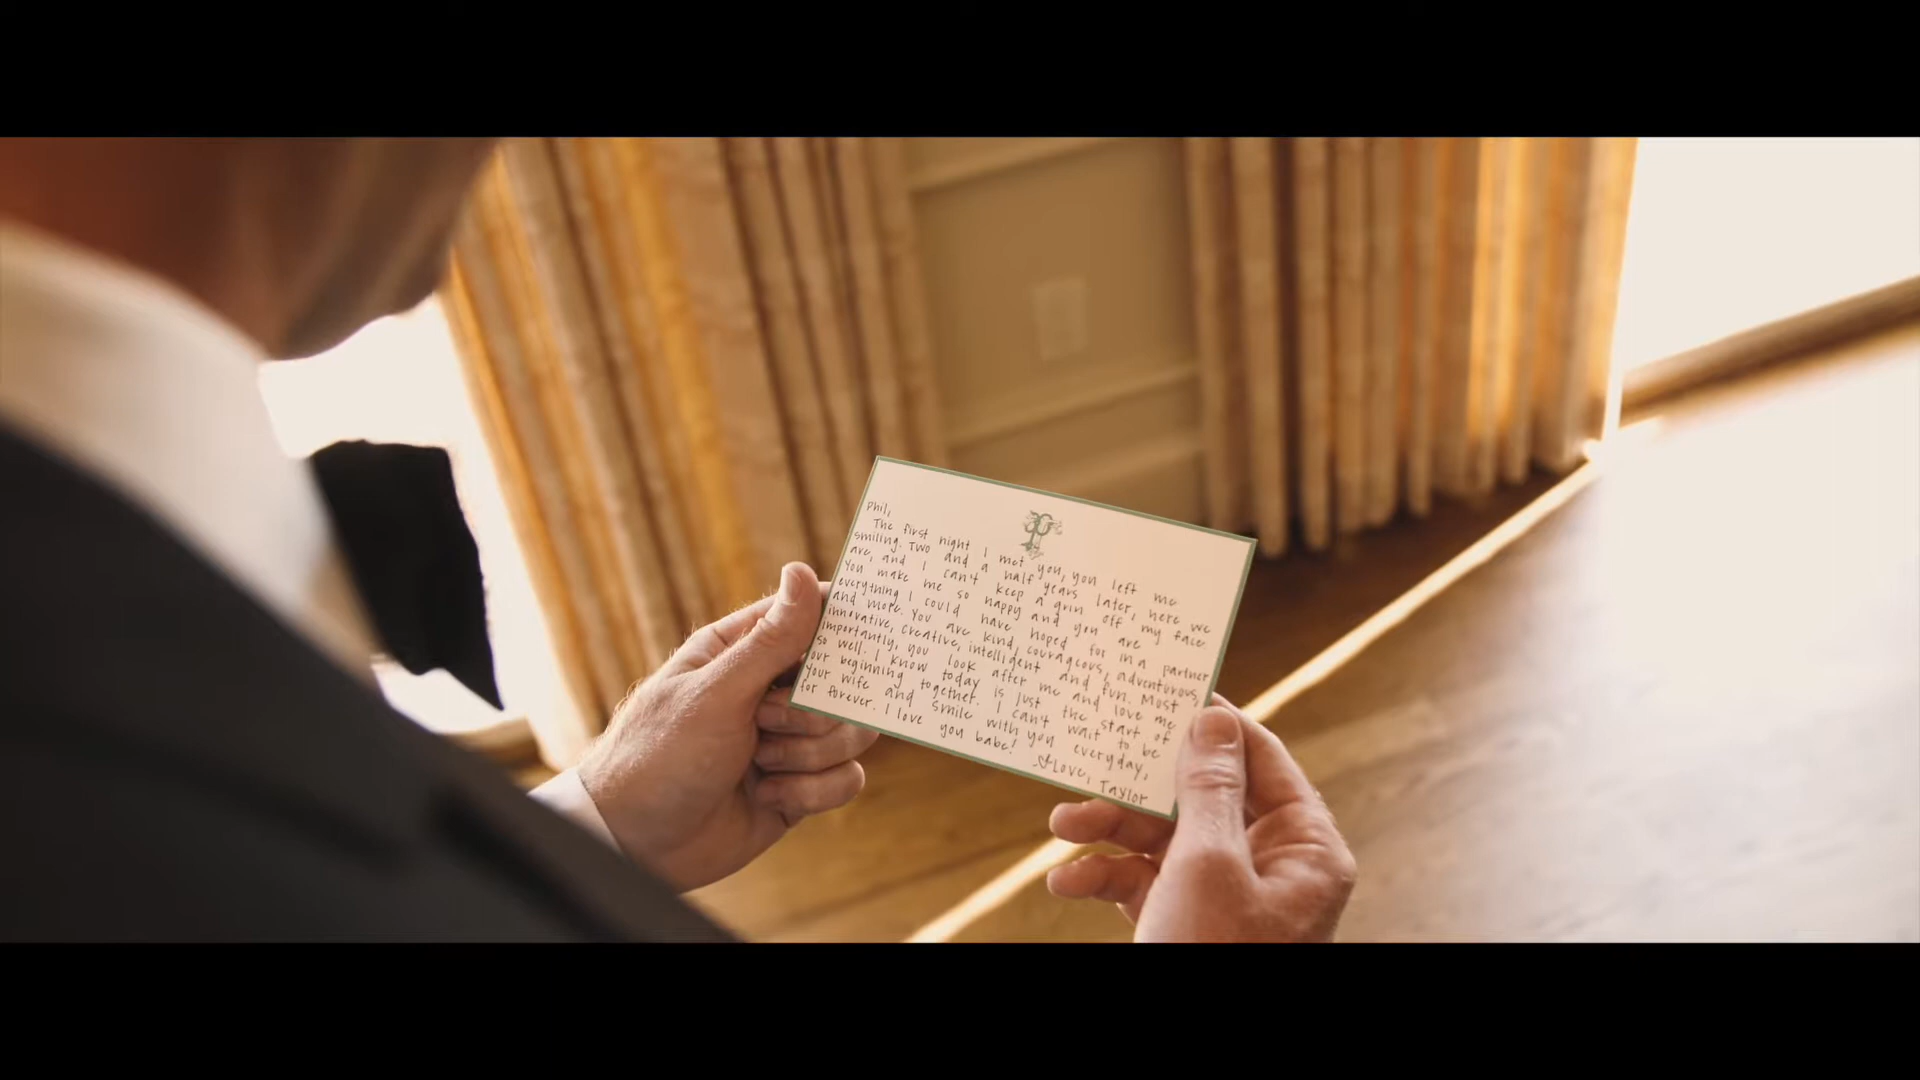 Phil,
The first night I met you, you left me
smiling. Two and a half years later, here we
are, and I can't keep a grin off my face.
You make me so happy and you are
everything I could have hoped for in a partner
and more. You are kind, courageous, adventurous,
innovative, creative, intelligent and fun. Most
importantly, you look after me and love me
so well. I know today is just the start of
our beginning together. I can't wait to be
your wife and smile with you everyday,
for forever. I love you babe!
Love, Taylor